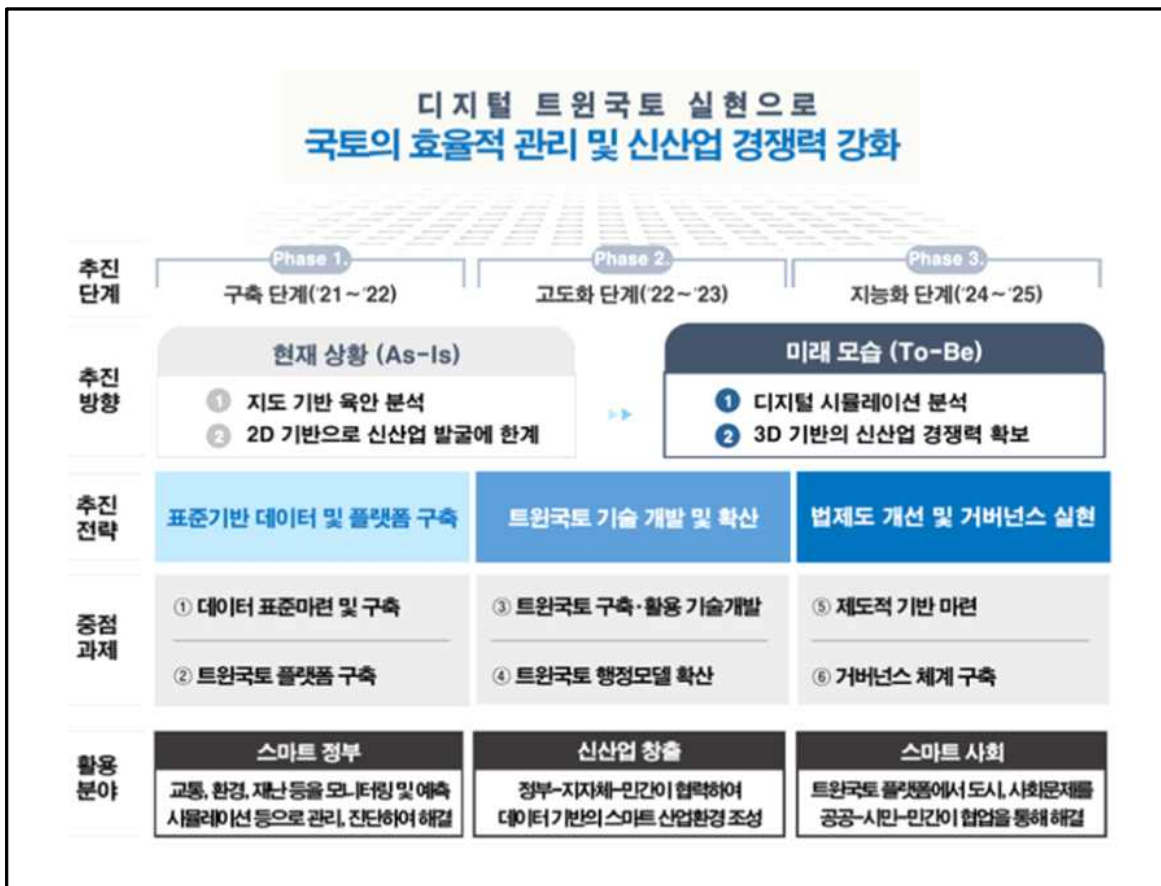 디지털 트윈국토 실현으로
국토의 효율적 관리 및 신산업 경쟁력 강화
추진
단계
Phase 1.
구축 단계('21~'22)
Phase 2.
고도화 단계('22~'23)
Phase 3.
지능화 단계('24~'25)
추진
방향
현재 상황 (As-Is)
1 지도 기반 육안 분석
2 2D 기반으로 신산업 발굴에 한계
미래 모습 (To-Be)
1 디지털 시뮬레이션 분석
2 3D 기반의 신산업 경쟁력 확보
추진
전략
표준기반 데이터 및 플랫폼 구축
트윈국토 기술 개발 및 확산
법제도 개선 및 거버넌스 실현
중점
과제
① 데이터 표준마련 및 구축
② 트윈국토 플랫폼 구축
③ 트윈국토 구축·활용 기술개발
④ 트윈국토 행정모델 확산
⑤ 제도적 기반 마련
⑥ 거버넌스 체계 구축
활용
분야
스마트 정부
교통, 환경, 재난 등을 모니터링 및 예측
시뮬레이션 등으로 관리, 진단하여 해결
신산업 창출
정부-지자체-민간이 협력하여
데이터 기반의 스마트 산업환경 조성
스마트 사회
트윈국토 플랫폼에서 도시, 사회문제를
공공-시민-민간이 협업을 통해 해결